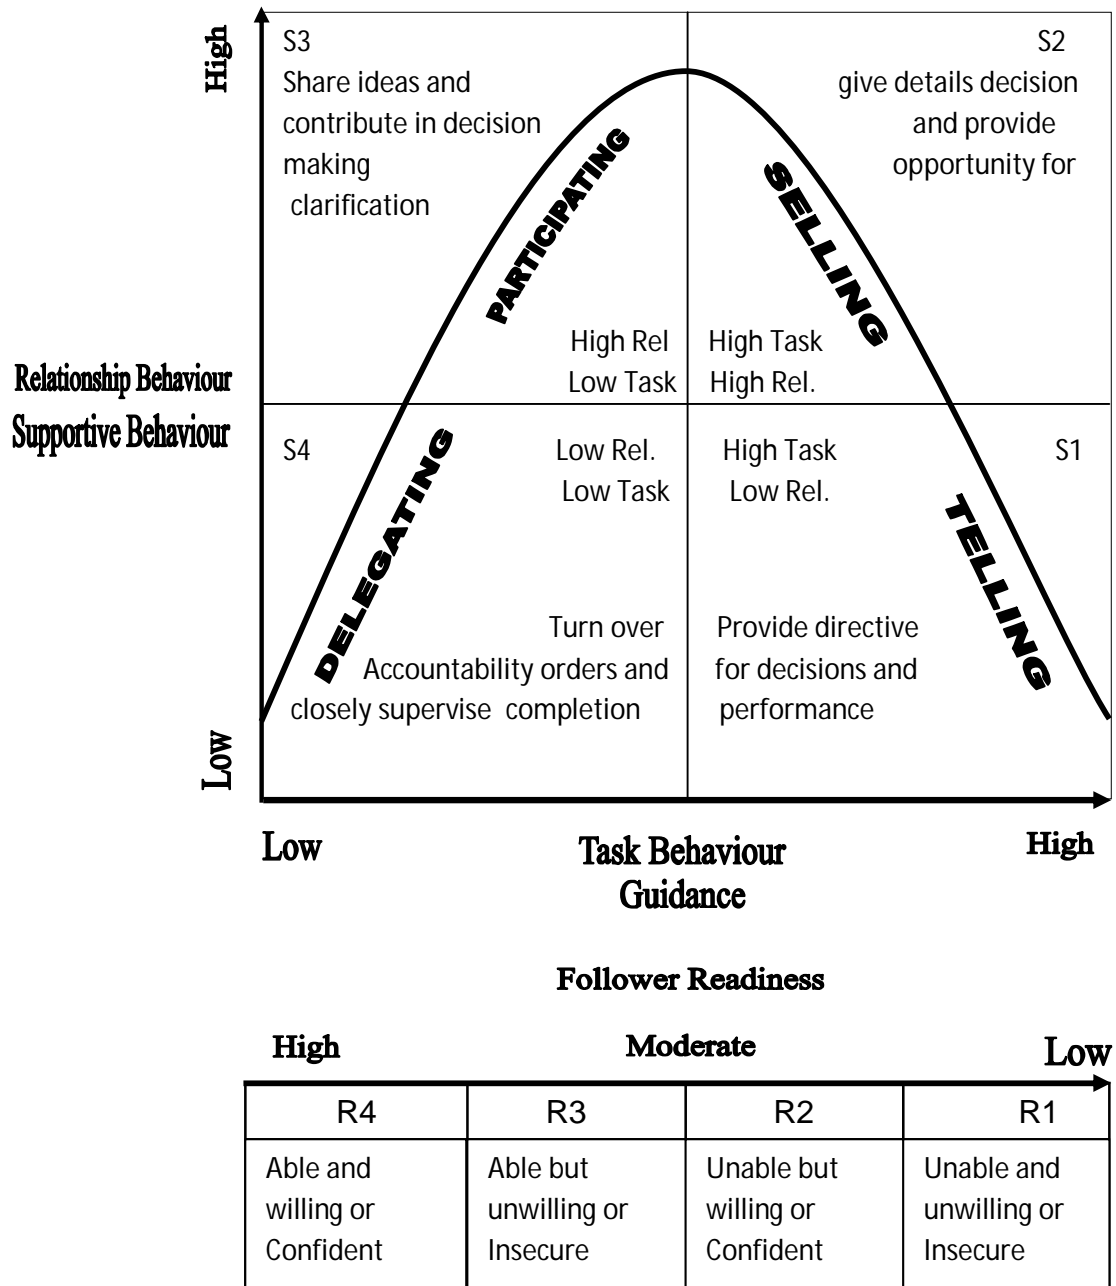 High
S3
Share ideas and
contribute in decision
making
clarification
S2
give details decision
and provide
opportunity for
PARTICIPATING
SELLING
High Rel
Low Task
High Task
High Rel.
Relationship Behaviour
Supportive Behaviour
S4
Low Rel.
Low Task
High Task
Low Rel.
S1
DELEGATING
TELLING
Turn over
Accountability orders and
closely supervise completion
Provide directive
for decisions and
performance
Low
Low
Task Behaviour
Guidance
High
Follower Readiness
High
Moderate
Low
R4
R3
R2
R1
Able and
willing or
Confident
Able but
unwilling or
Insecure
Unable but
willing or
Confident
Unable and
unwilling or
Insecure